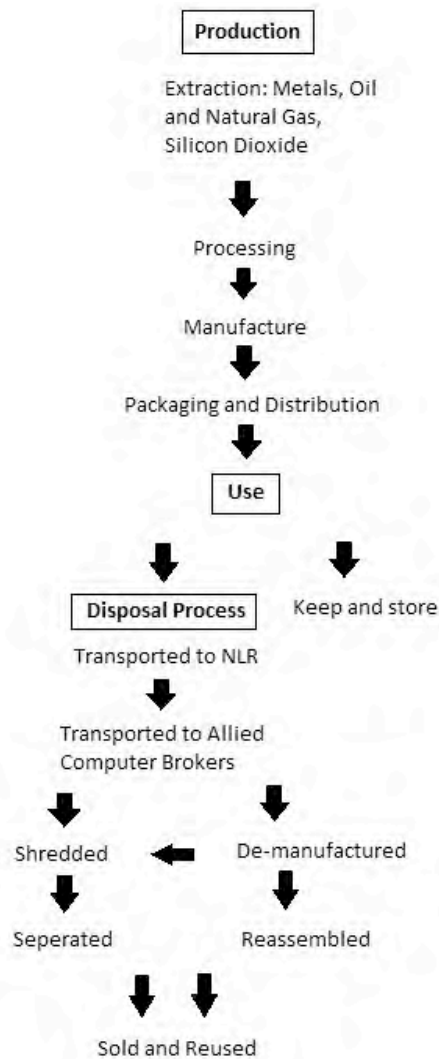 Production
Extraction: Metals, Oil
and Natural Gas,
Silicon Dioxide
Processing
Manufacture
Packaging and Distribution
Use
Disposal Process
Keep and store
Transported to NLR
Transported to Allied
Computer Brokers
Shredded
De-manufactured
Seperated
Reassembled
Sold and Reused